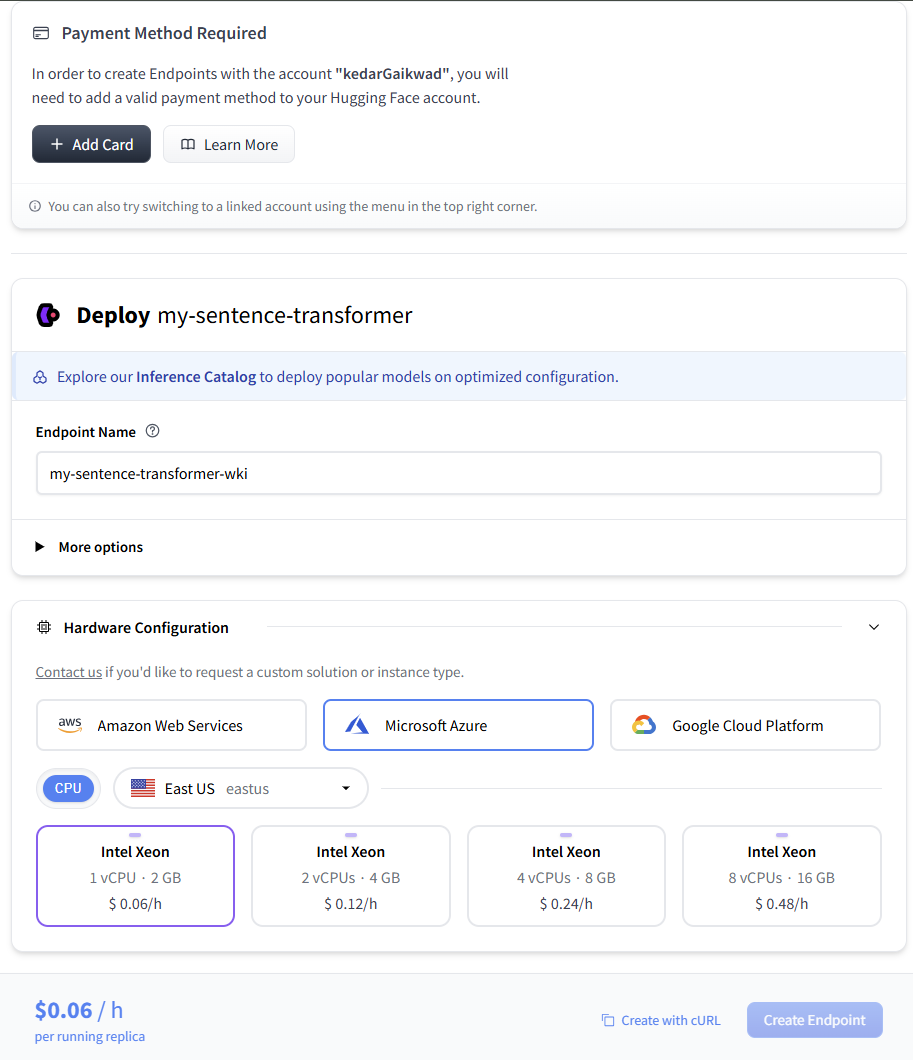 Payment Method Required
In order to create Endpoints with the account "kedarGaikwad", you will
need to add a valid payment method to your Hugging Face account.
+ Add Card
Learn More
You can also try switching to a linked account using the menu in the top right corner.
Deploy my-sentence-transformer
Explore our Inference Catalog to deploy popular models on optimized configuration.
Endpoint Name
my-sentence-transformer-wki
More options
Hardware Configuration
Contact us if you'd like to request a custom solution or instance type.
aws Amazon Web Services
Microsoft Azure
Google Cloud Platform
CPU
East US eastus
Intel Xeon
1 vCPU · 2 GB
$ 0.06/h
Intel Xeon
2 vCPUs · 4 GB
$ 0.12/h
Intel Xeon
4 vCPUs · 8 GB
$ 0.24/h
Intel Xeon
8 vCPUs · 16 GB
$ 0.48/h
$0.06 / h
per running replica
Create with cURL
Create Endpoint